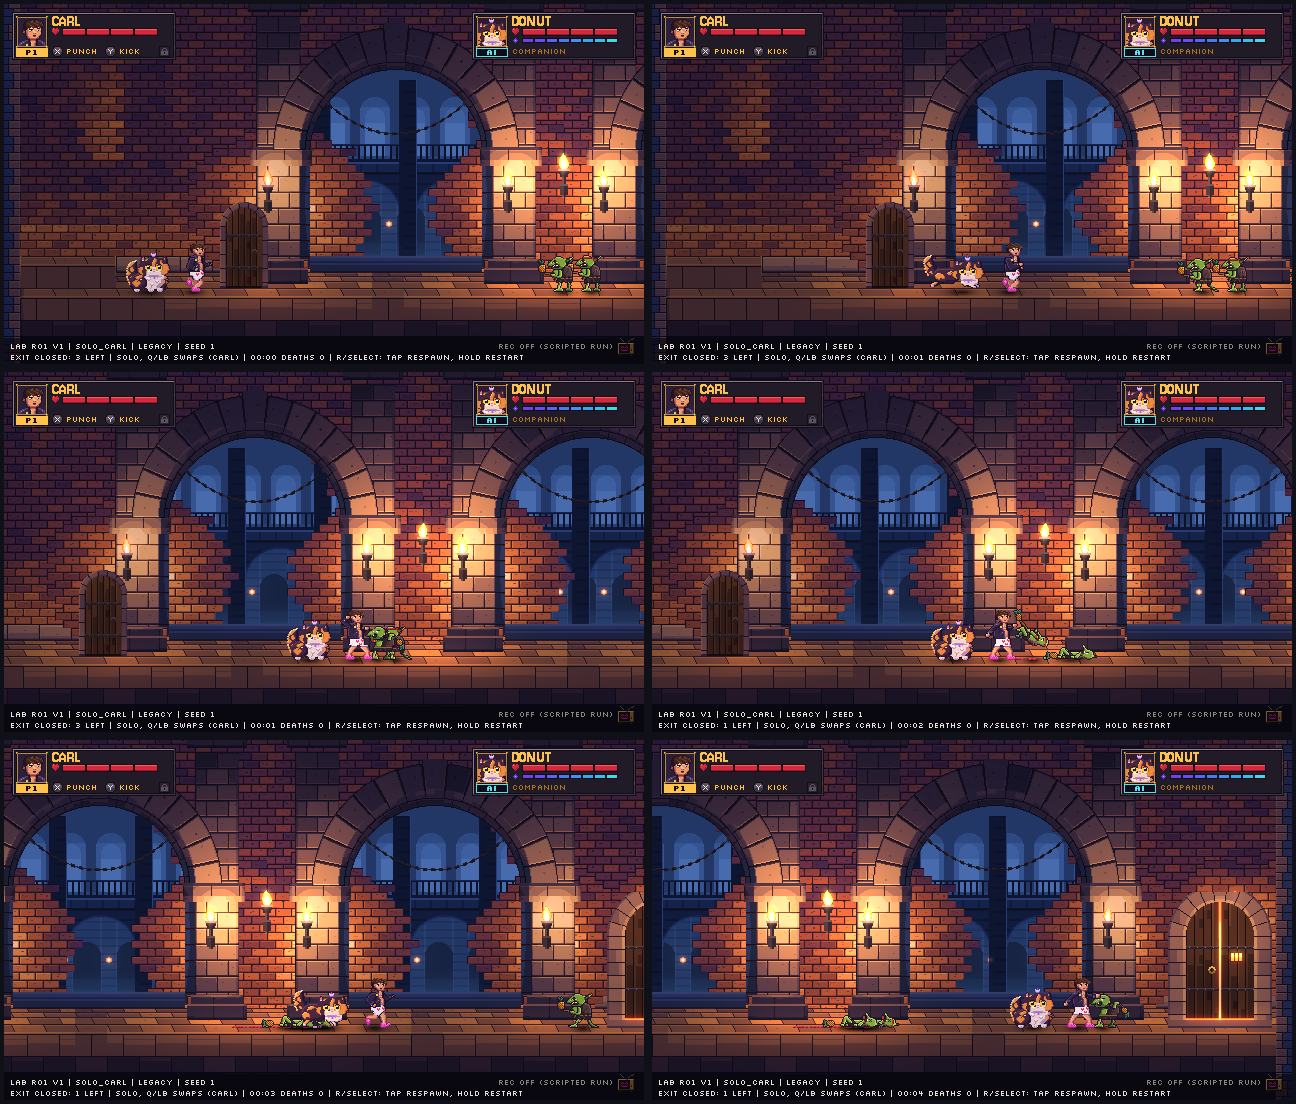 CARL
P1
X PUNCH Y KICK
DONUT
AI
COMPANION
LAB R01 V1 | SOLO_CARL | LEGACY | SEED 1
REC OFF (SCRIPTED RUN)
EXIT CLOSED: 3 LEFT | SOLO, Q/LB SWAPS (CARL) | 00:00 DEATHS 0 | R/SELECT: TAP RESPAWN, HOLD RESTART
CARL
P1
X PUNCH Y KICK
DONUT
AI
COMPANION
LAB R01 V1 | SOLO_CARL | LEGACY | SEED 1
REC OFF (SCRIPTED RUN)
EXIT CLOSED: 3 LEFT | SOLO, Q/LB SWAPS (CARL) | 00:01 DEATHS 0 | R/SELECT: TAP RESPAWN, HOLD RESTART
CARL
P1
X PUNCH Y KICK
DONUT
AI
COMPANION
LAB R01 V1 | SOLO_CARL | LEGACY | SEED 1
REC OFF (SCRIPTED RUN)
EXIT CLOSED: 3 LEFT | SOLO, Q/LB SWAPS (CARL) | 00:01 DEATHS 0 | R/SELECT: TAP RESPAWN, HOLD RESTART
CARL
P1
X PUNCH Y KICK
DONUT
AI
COMPANION
LAB R01 V1 | SOLO_CARL | LEGACY | SEED 1
REC OFF (SCRIPTED RUN)
EXIT CLOSED: 1 LEFT | SOLO, Q/LB SWAPS (CARL) | 00:02 DEATHS 0 | R/SELECT: TAP RESPAWN, HOLD RESTART
CARL
P1
X PUNCH Y KICK
DONUT
AI
COMPANION
LAB R01 V1 | SOLO_CARL | LEGACY | SEED 1
REC OFF (SCRIPTED RUN)
EXIT CLOSED: 1 LEFT | SOLO, Q/LB SWAPS (CARL) | 00:03 DEATHS 0 | R/SELECT: TAP RESPAWN, HOLD RESTART
CARL
P1
X PUNCH Y KICK
DONUT
AI
COMPANION
LAB R01 V1 | SOLO_CARL | LEGACY | SEED 1
REC OFF (SCRIPTED RUN)
EXIT CLOSED: 1 LEFT | SOLO, Q/LB SWAPS (CARL) | 00:04 DEATHS 0 | R/SELECT: TAP RESPAWN, HOLD RESTART